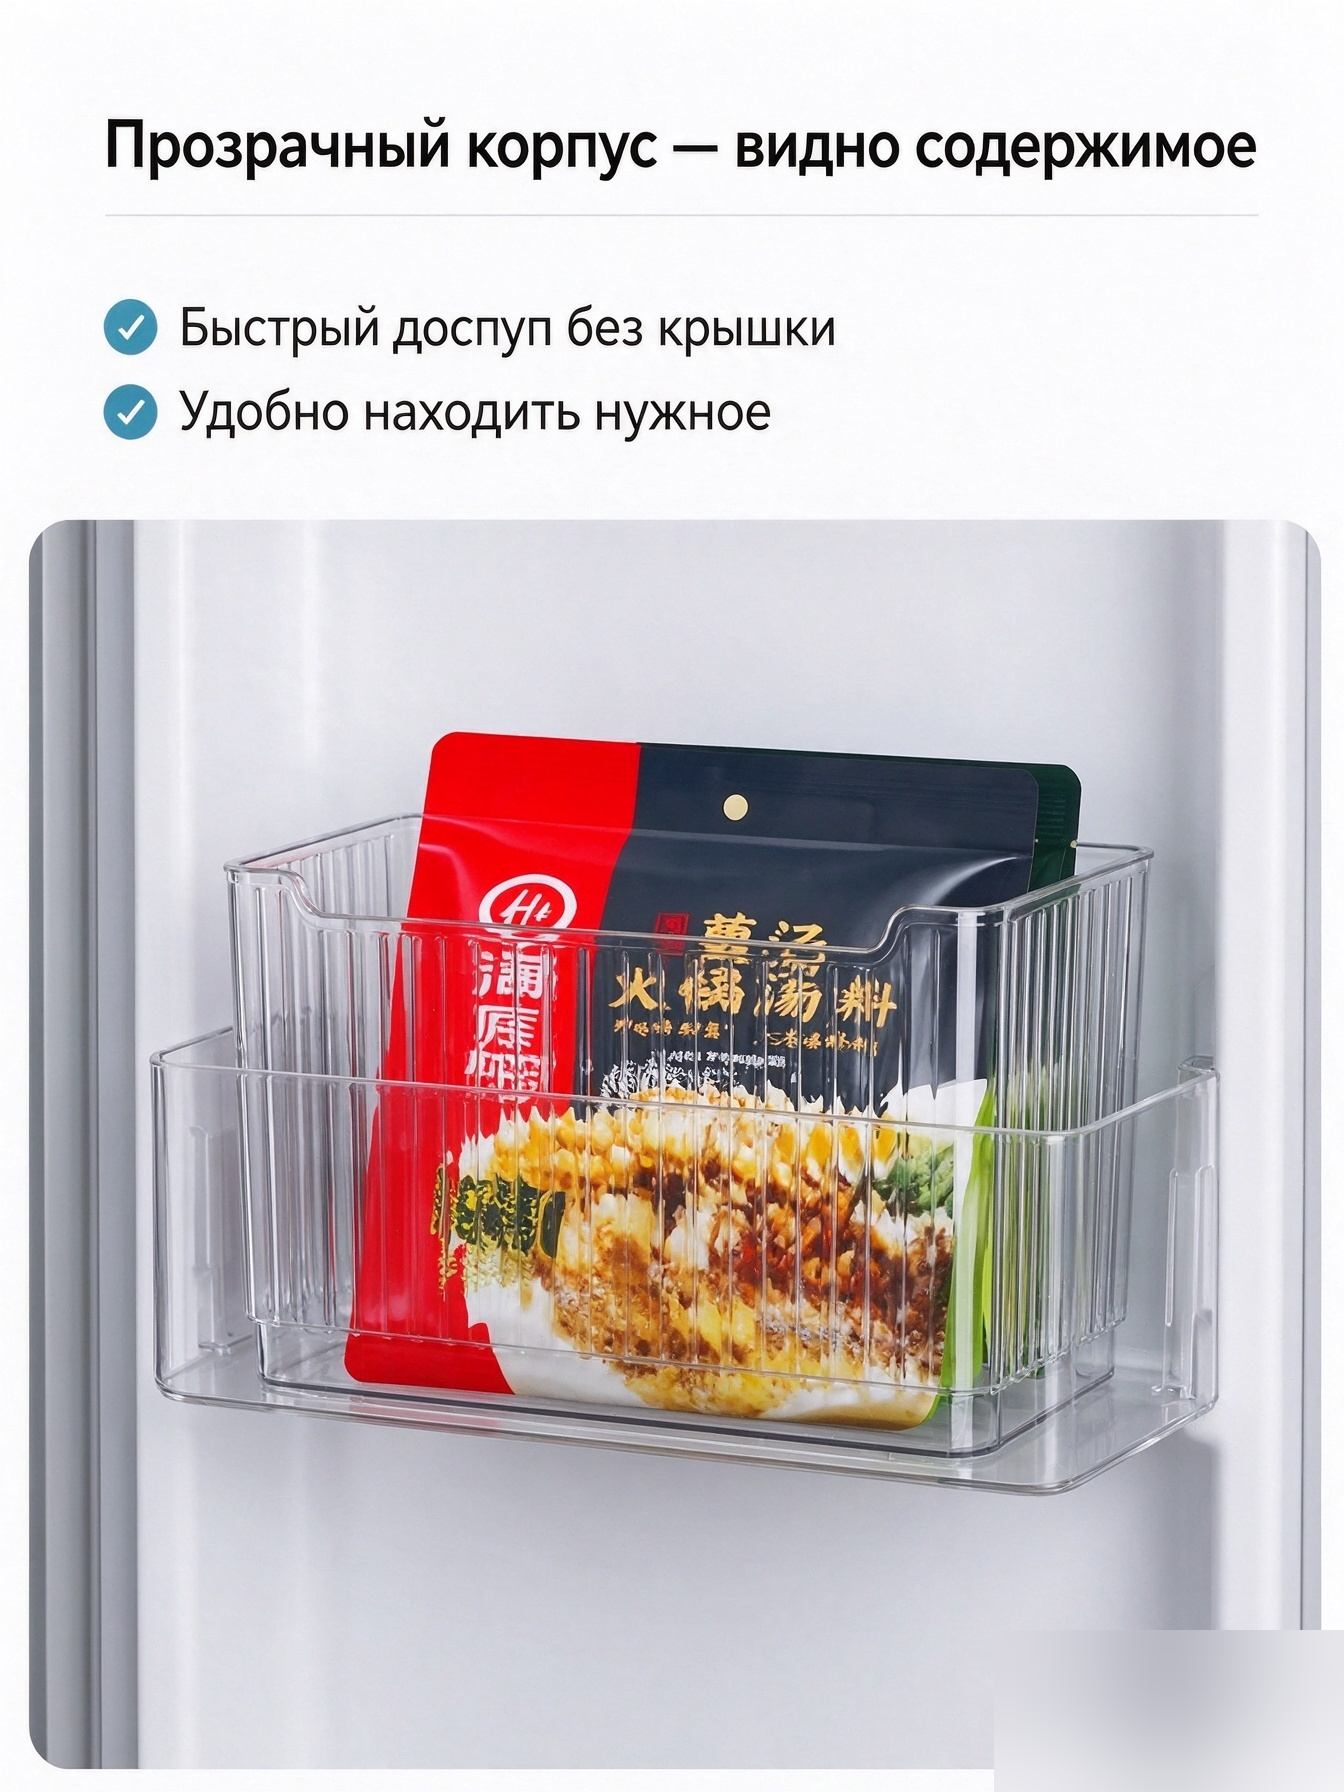 Прозрачный корпус — видно содержимое
Быстрый доспуп без крышки
Удобно находить нужное
火锅汤料